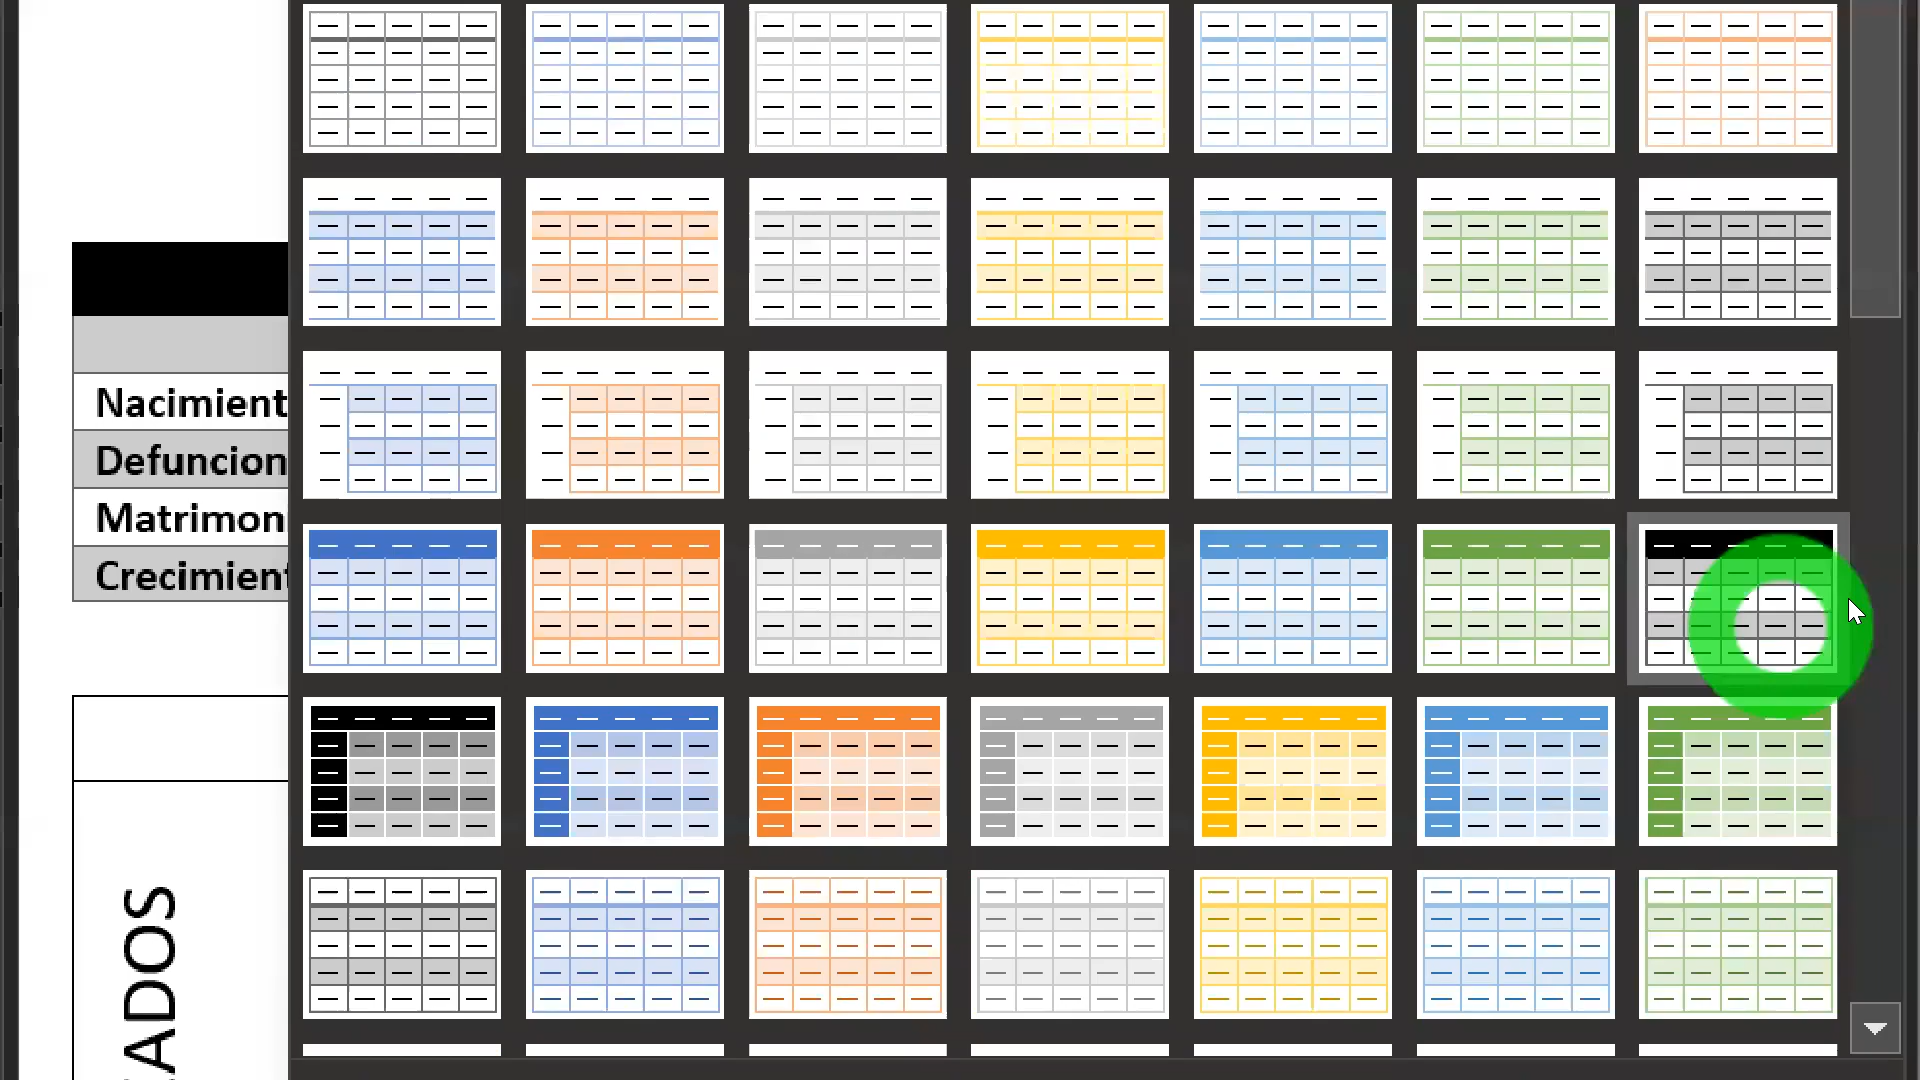 Nacimient
Defuncion
Matrimon
Crecimient
ADOS